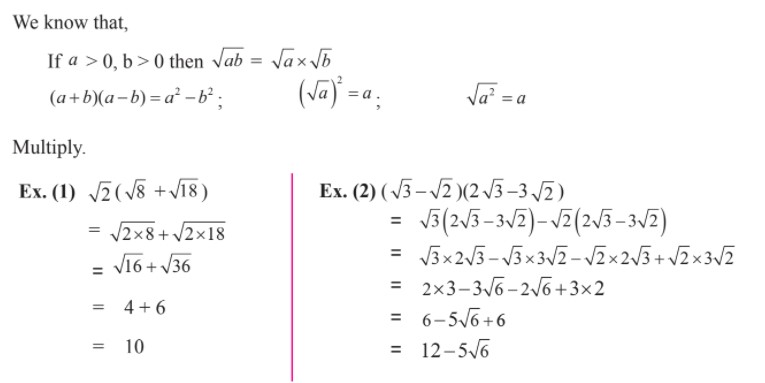 We know that,
If a > 0, b > 0 then √ab = √a × √b
(a+b)(a−b) = a² − b² ; (√a)² = a ; √a² = a
Multiply.
Ex. (1) √2(√8 + √18)
= √2×8 + √2×18
= √16 + √36
= 4 + 6
= 10
Ex. (2) (√3 − √2)(2√3 − 3√2)
= √3(2√3 − 3√2) − √2(2√3 − 3√2)
= √3 × 2√3 − √3 × 3√2 − √2 × 2√3 + √2 × 3√2
= 2 × 3 − 3√6 − 2√6 + 3 × 2
= 6 − 5√6 + 6
= 12 − 5√6